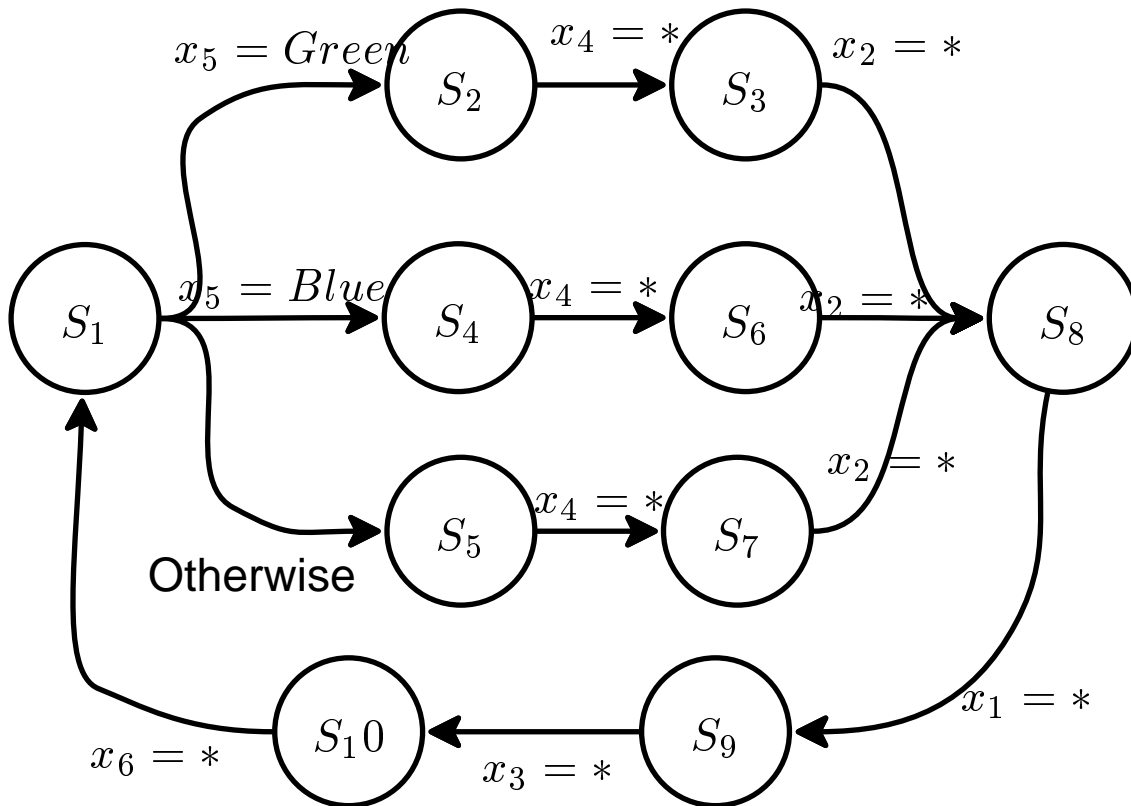 x₅ = Green
x₄ = *
x₂ = *
S₂
S₃
x₅ = Blue
x₄ = *
x₂ = *
S₁
S₄
S₆
S₈
x₄ = *
x₂ = *
S₅
S₇
Otherwise
x₁ = *
S₁0
S₉
x₆ = *
x₃ = *